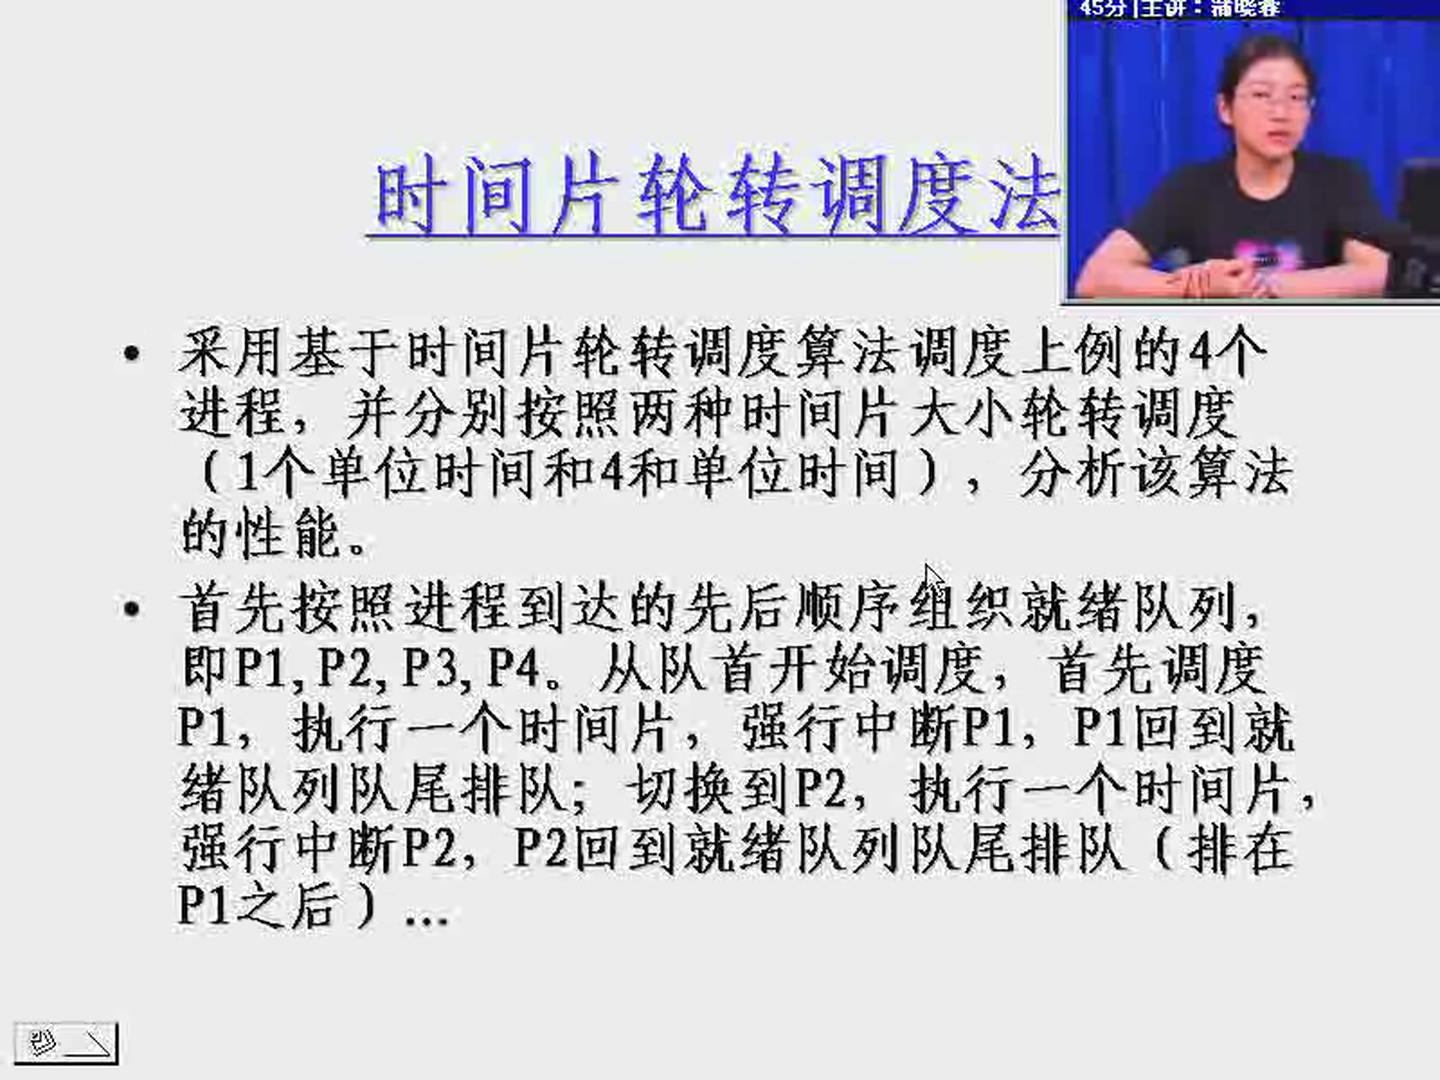 45分|主讲：蒲晓蓉
时间片轮转调度法
• 采用基于时间片轮转调度算法调度上例的4个
进程，并分别按照两种时间片大小轮转调度
（1个单位时间和4和单位时间），分析该算法
的性能。
• 首先按照进程到达的先后顺序组织就绪队列，
即P1,P2,P3,P4。从队首开始调度，首先调度
P1，执行一个时间片，强行中断P1，P1回到就
绪队列队尾排队；切换到P2，执行一个时间片，
强行中断P2，P2回到就绪队列队尾排队（排在
P1之后）…